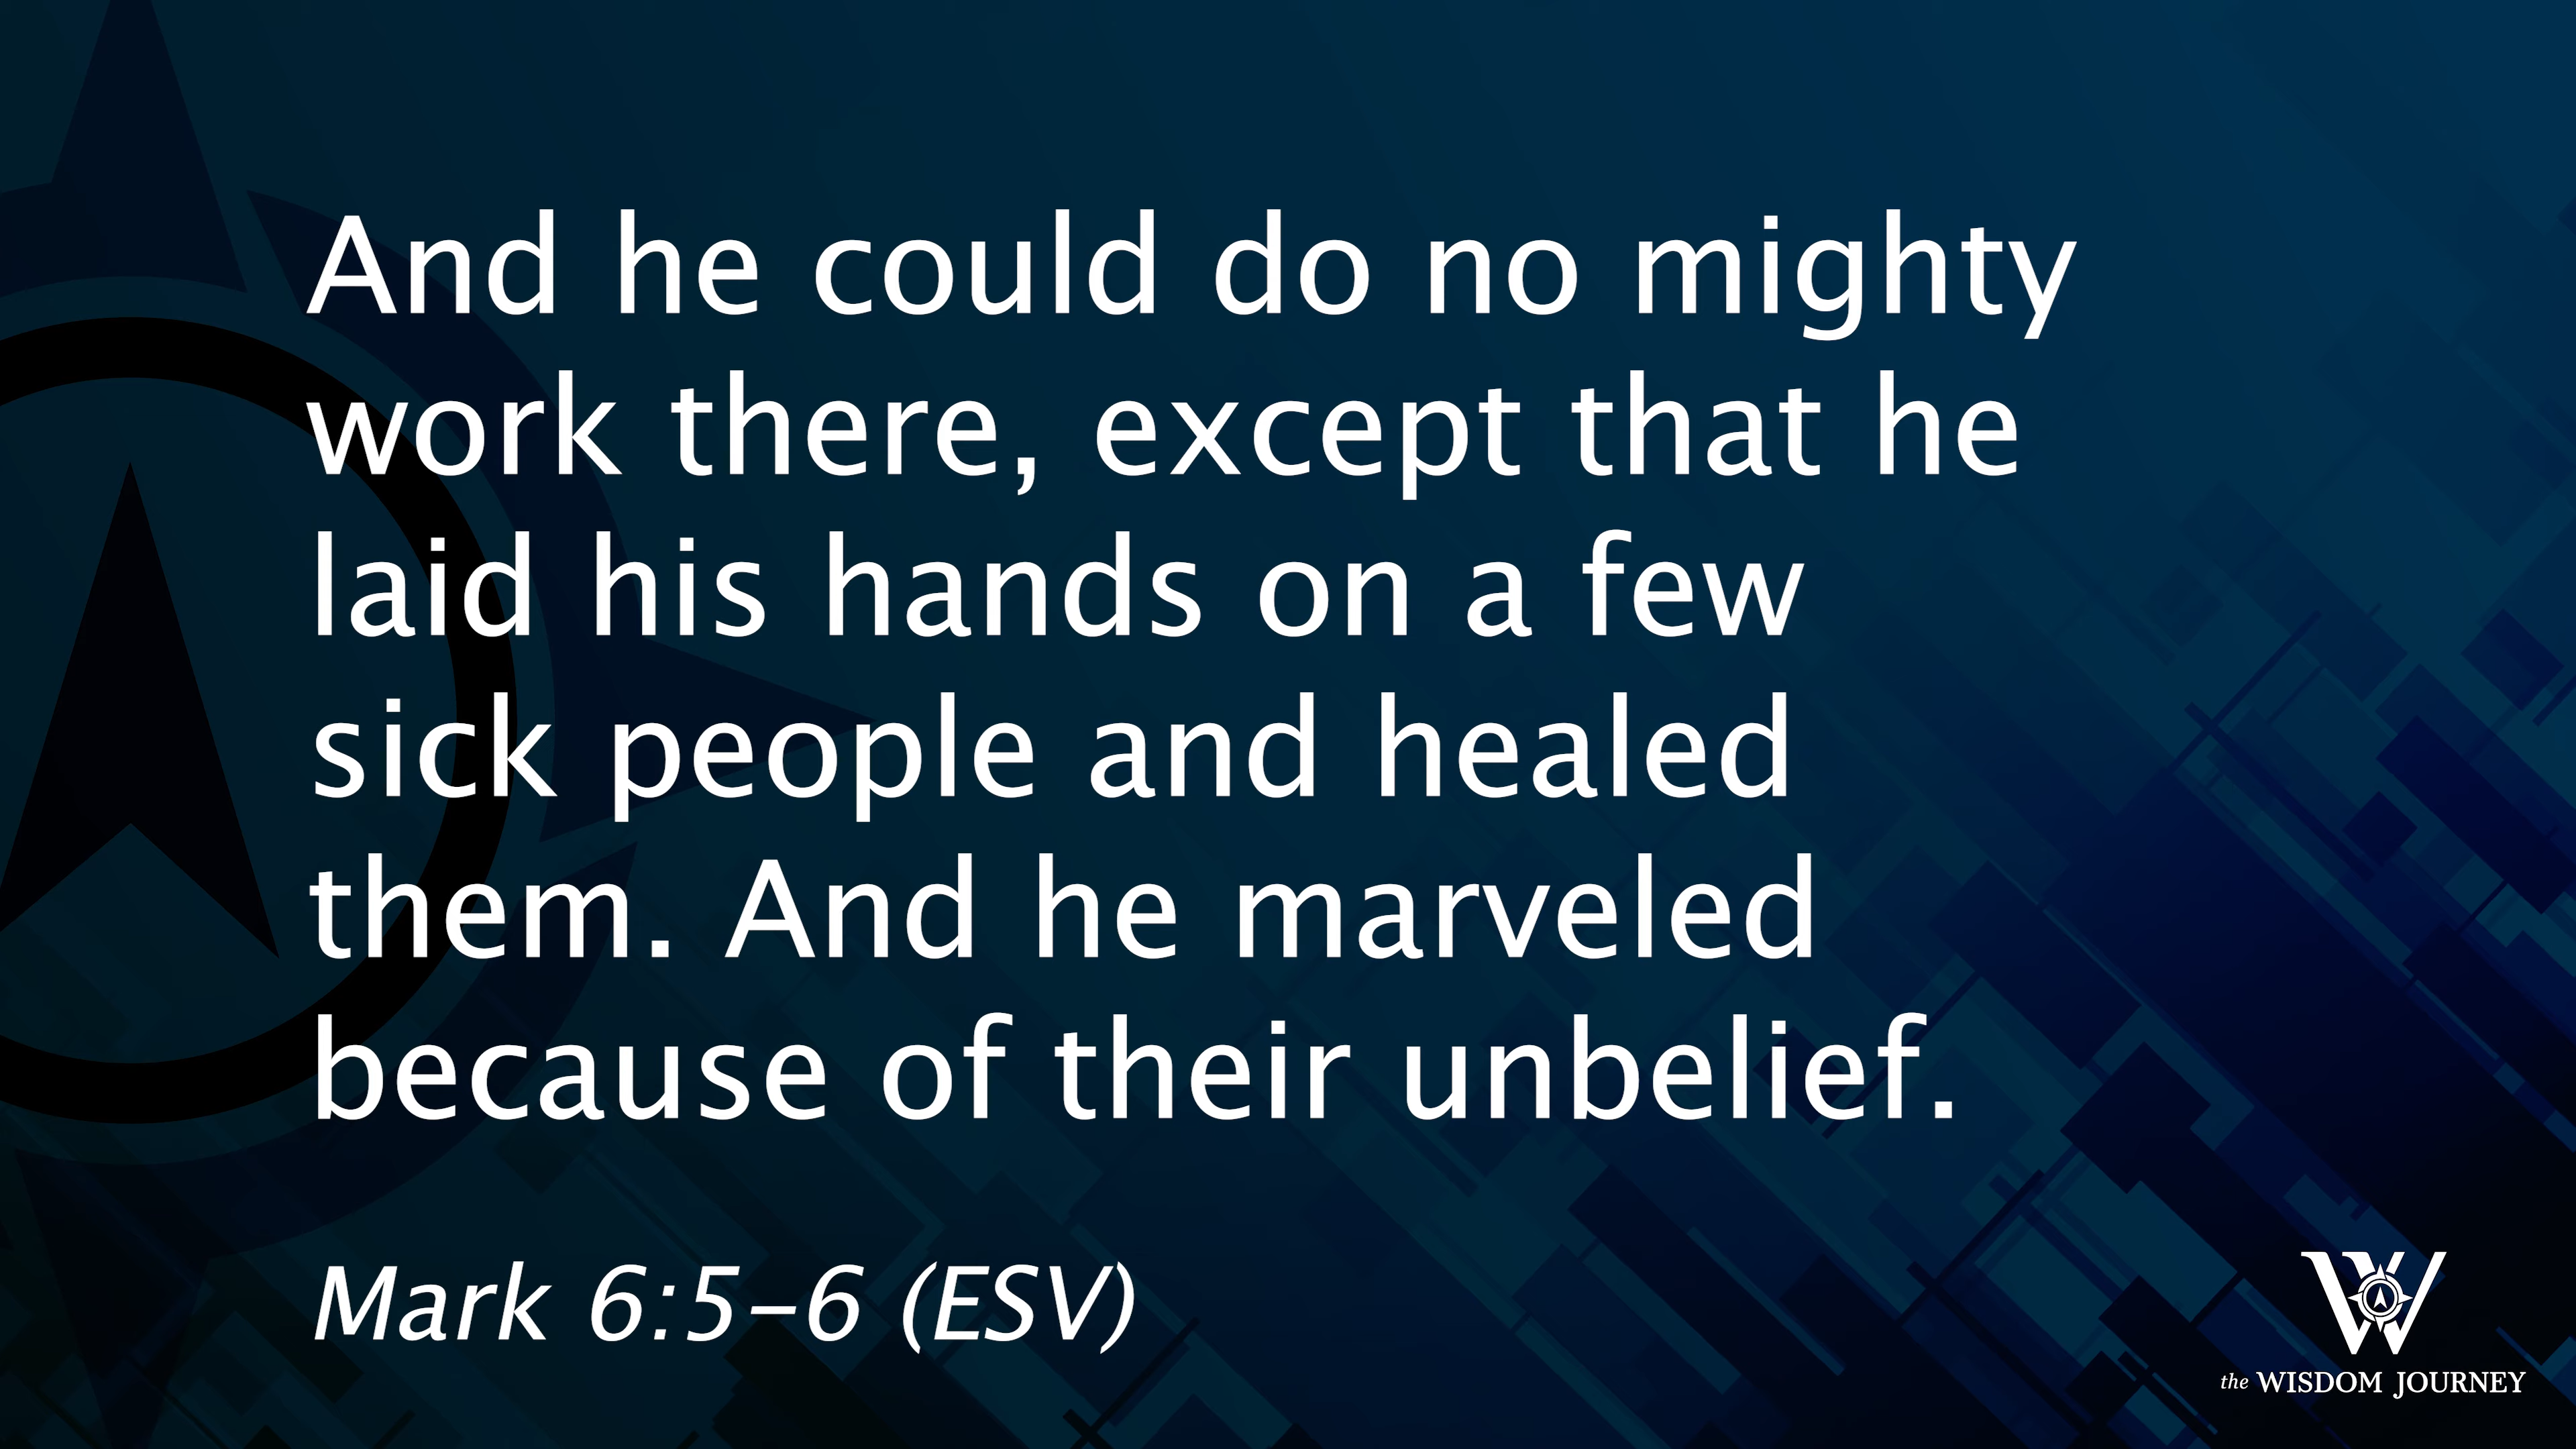 And he could do no mighty
work there, except that he
laid his hands on a few
sick people and healed
them. And he marveled
because of their unbelief.
Mark 6:5–6 (ESV)
W
the WISDOM JOURNEY